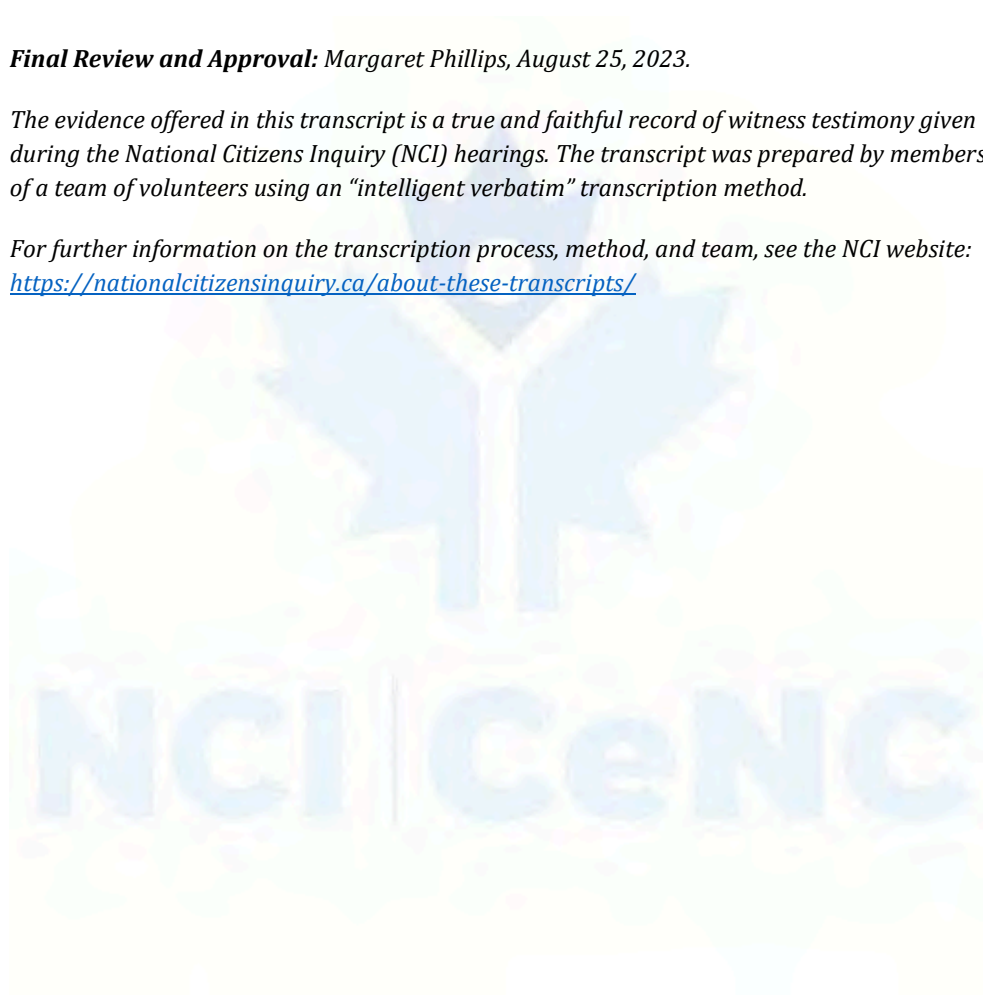 Final Review and Approval: Margaret Phillips, August 25, 2023.
The evidence offered in this transcript is a true and faithful record of witness testimony given
during the National Citizens Inquiry (NCI) hearings. The transcript was prepared by members
of a team of volunteers using an “intelligent verbatim” transcription method.
For further information on the transcription process, method, and team, see the NCI website:
https://nationalcitizensinquiry.ca/about-these-transcripts/
NCI | CeNC